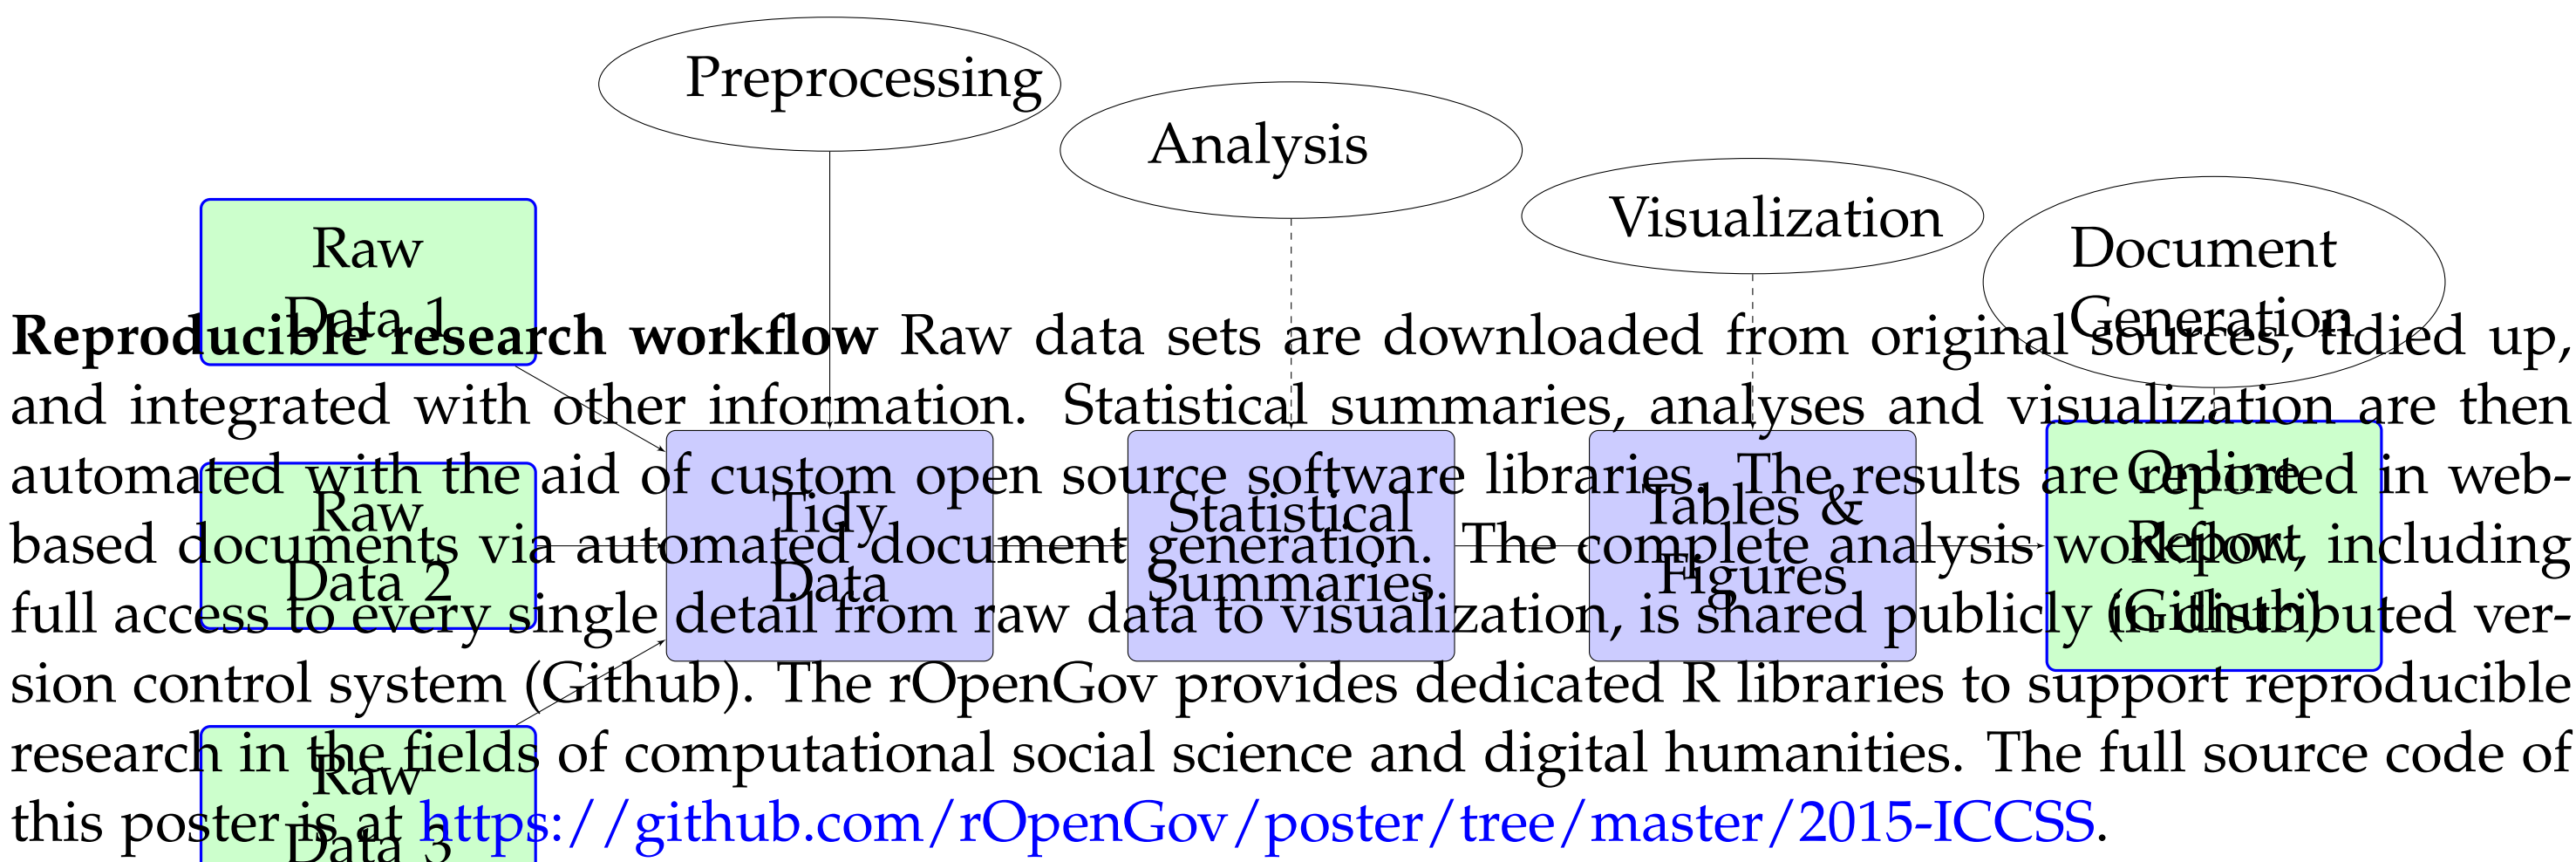 Preprocessing
Analysis
Visualization
Document
Generation
Raw
Data 1
Raw
Data 2
Raw
Data 3
Tidy
Data
Statistical
Summaries
Tables &
Figures
Online
Report
(Github)
Reproducible research workflow Raw data sets are downloaded from original sources, tidied up,
and integrated with other information. Statistical summaries, analyses and visualization are then
automated with the aid of custom open source software libraries. The results are reported in web-
based documents via automated document generation. The complete analysis workflow, including
full access to every single detail from raw data to visualization, is shared publicly in distributed ver-
sion control system (Github). The rOpenGov provides dedicated R libraries to support reproducible
research in the fields of computational social science and digital humanities. The full source code of
this poster is at https://github.com/rOpenGov/poster/tree/master/2015-ICCSS.